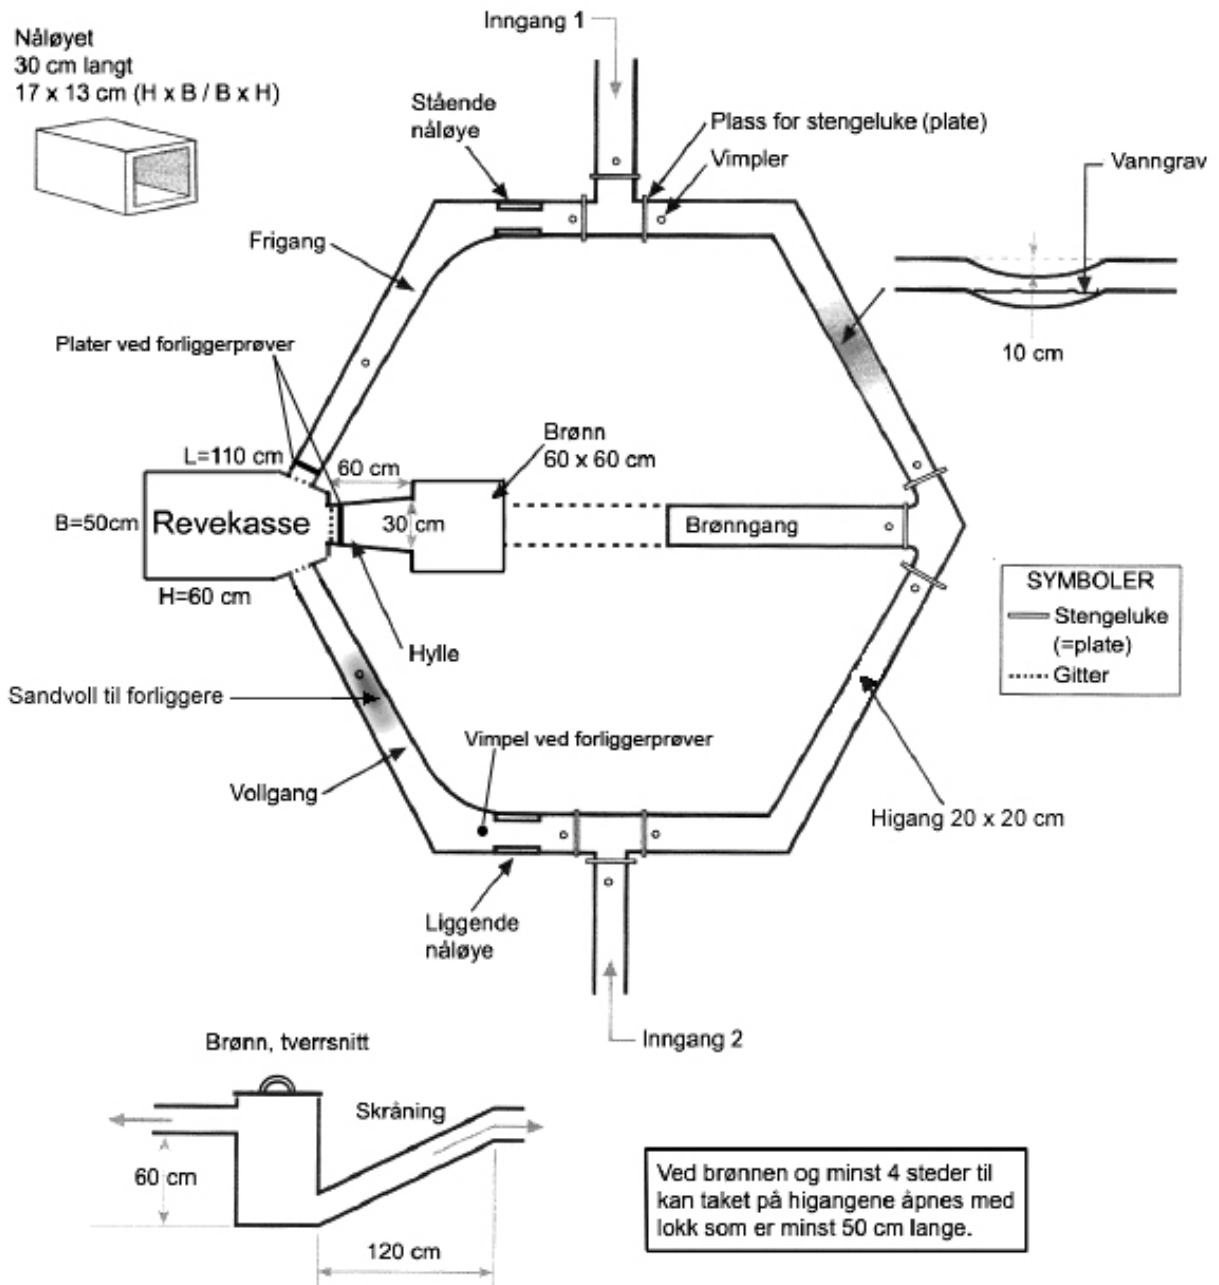 Inngang 1
Nåløyet
30 cm langt
17 x 13 cm (H x B / B x H)
Stående
nåløye
Plass for stengeluke (plate)
Vimpler
Vanngrav
Frigang
10 cm
Plater ved forliggerprøver
Brønn
60 x 60 cm
L=110 cm
60 cm
B=50cm
Revekasse
30 cm
Brønngang
H=60 cm
SYMBOLER
Stengeluke
(=plate)
Gitter
Hylle
Sandvoll til forliggere
Vimpel ved forliggerprøver
Vollgang
Higang 20 x 20 cm
Liggende
nåløye
Inngang 2
Brønn, tverrsnitt
Skråning
60 cm
120 cm
Ved brønnen og minst 4 steder til
kan taket på higangene åpnes med
lokk som er minst 50 cm lange.